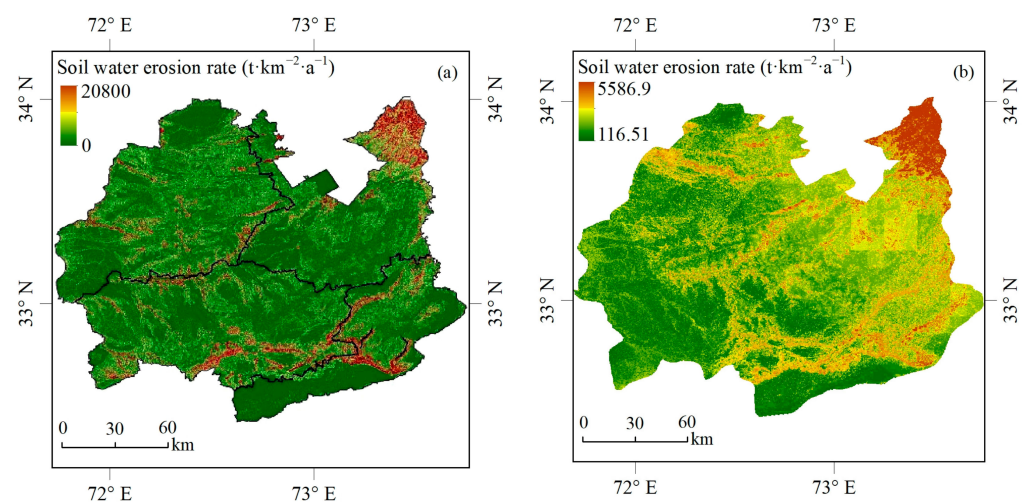 72° E
73° E
72° E
73° E
34° N
33° N
Soil water erosion rate (t·km⁻²·a⁻¹)
(a)
20800
0
0
30
60
km
34° N
33° N
72° E
73° E
34° N
33° N
Soil water erosion rate (t·km⁻²·a⁻¹)
(b)
5586.9
116.51
0
30
60
km
34° N
33° N
72° E
73° E